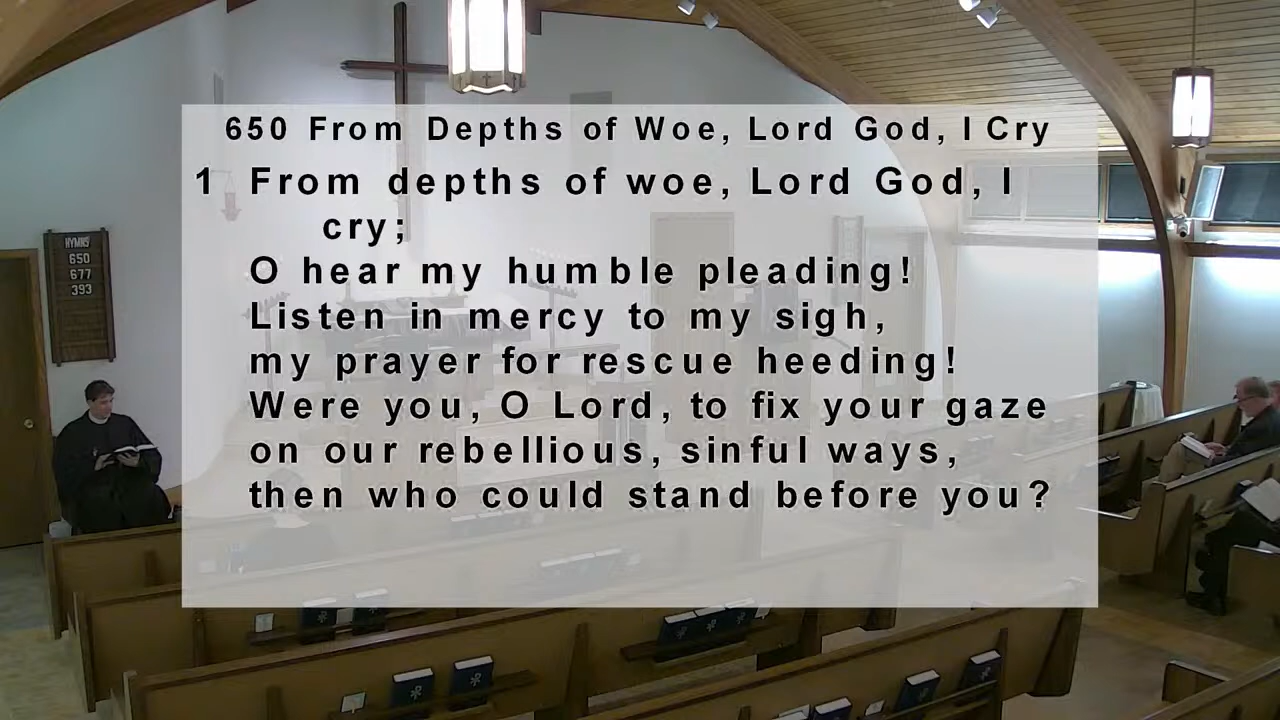 650 From Depths of Woe, Lord God, I Cry
1 From depths of woe, Lord God, I
cry;
O hear my humble pleading!
Listen in mercy to my sigh,
my prayer for rescue heeding!
Were you, O Lord, to fix your gaze
on our rebellious, sinful ways,
then who could stand before you?
HYMNS
650
677
393